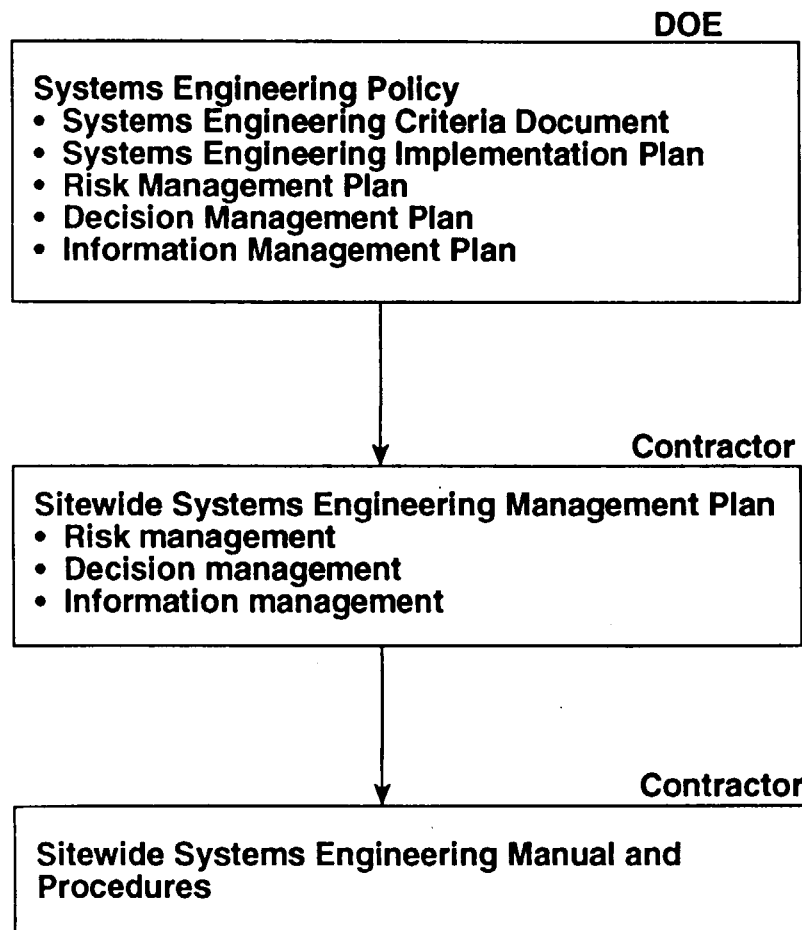 DOE
Systems Engineering Policy
• Systems Engineering Criteria Document
• Systems Engineering Implementation Plan
• Risk Management Plan
• Decision Management Plan
• Information Management Plan
Contractor
Sitewide Systems Engineering Management Plan
• Risk management
• Decision management
• Information management
Contractor
Sitewide Systems Engineering Manual and
Procedures